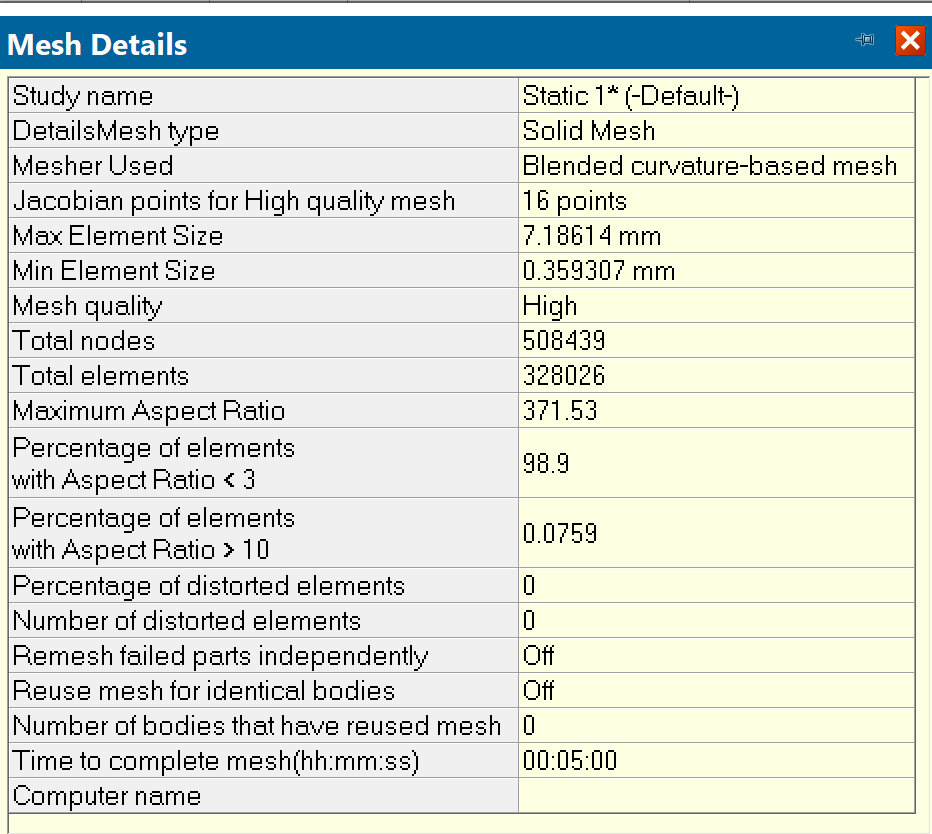 Mesh Details
Study name Static 1* (-Default-)
DetailsMesh type Solid Mesh
Mesher Used Blended curvature-based mesh
Jacobian points for High quality mesh 16 points
Max Element Size 7.18614 mm
Min Element Size 0.359307 mm
Mesh quality High
Total nodes 508439
Total elements 328026
Maximum Aspect Ratio 371.53
Percentage of elements
with Aspect Ratio < 3 98.9
Percentage of elements
with Aspect Ratio > 10 0.0759
Percentage of distorted elements 0
Number of distorted elements 0
Remesh failed parts independently Off
Reuse mesh for identical bodies Off
Number of bodies that have reused mesh 0
Time to complete mesh(hh:mm:ss) 00:05:00
Computer name